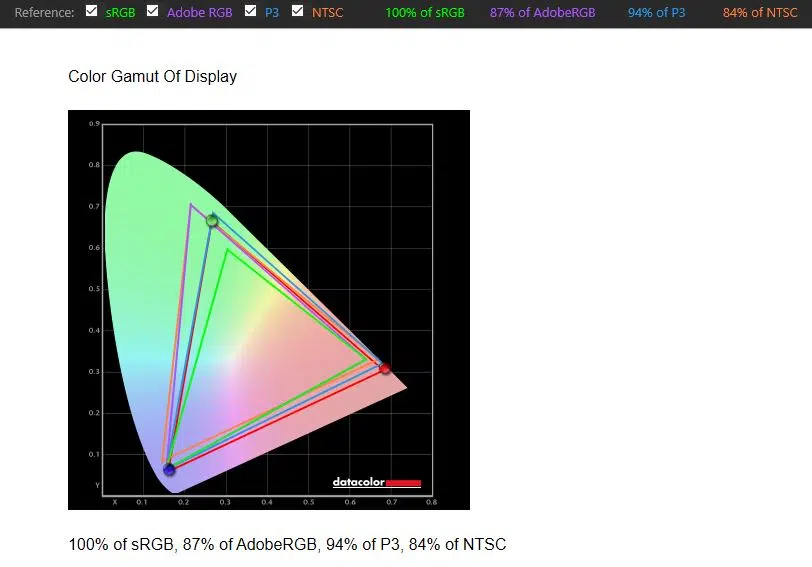 Reference: sRGB Adobe RGB P3 NTSC 100% of sRGB 87% of AdobeRGB 94% of P3 84% of NTSC
Color Gamut Of Display
0.9
0.8
0.7
0.6
0.5
0.4
0.3
0.2
0.1
Y
X 0.1 0.2 0.3 0.4 0.5 0.6 0.7 0.8
datacolor
100% of sRGB, 87% of AdobeRGB, 94% of P3, 84% of NTSC